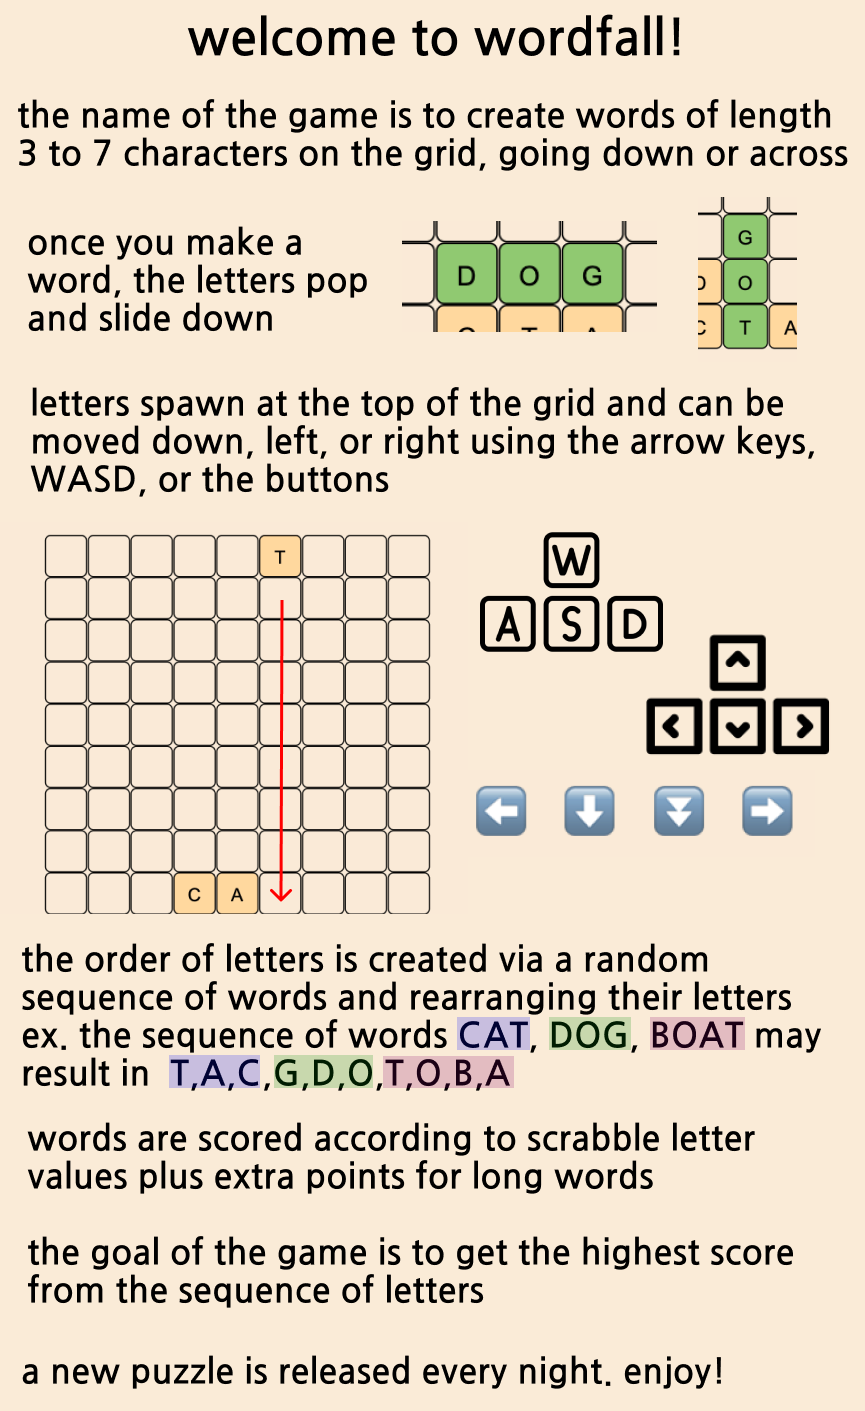 welcome to wordfall!
the name of the game is to create words of length
3 to 7 characters on the grid, going down or across
once you make a
word, the letters pop
and slide down
D O G
G
O
C T A
letters spawn at the top of the grid and can be
moved down, left, or right using the arrow keys,
WASD, or the buttons
T
C A
W
A S D
the order of letters is created via a random
sequence of words and rearranging their letters
ex. the sequence of words CAT, DOG, BOAT may
result in T,A,C,G,D,O,T,O,B,A
words are scored according to scrabble letter
values plus extra points for long words
the goal of the game is to get the highest score
from the sequence of letters
a new puzzle is released every night. enjoy!